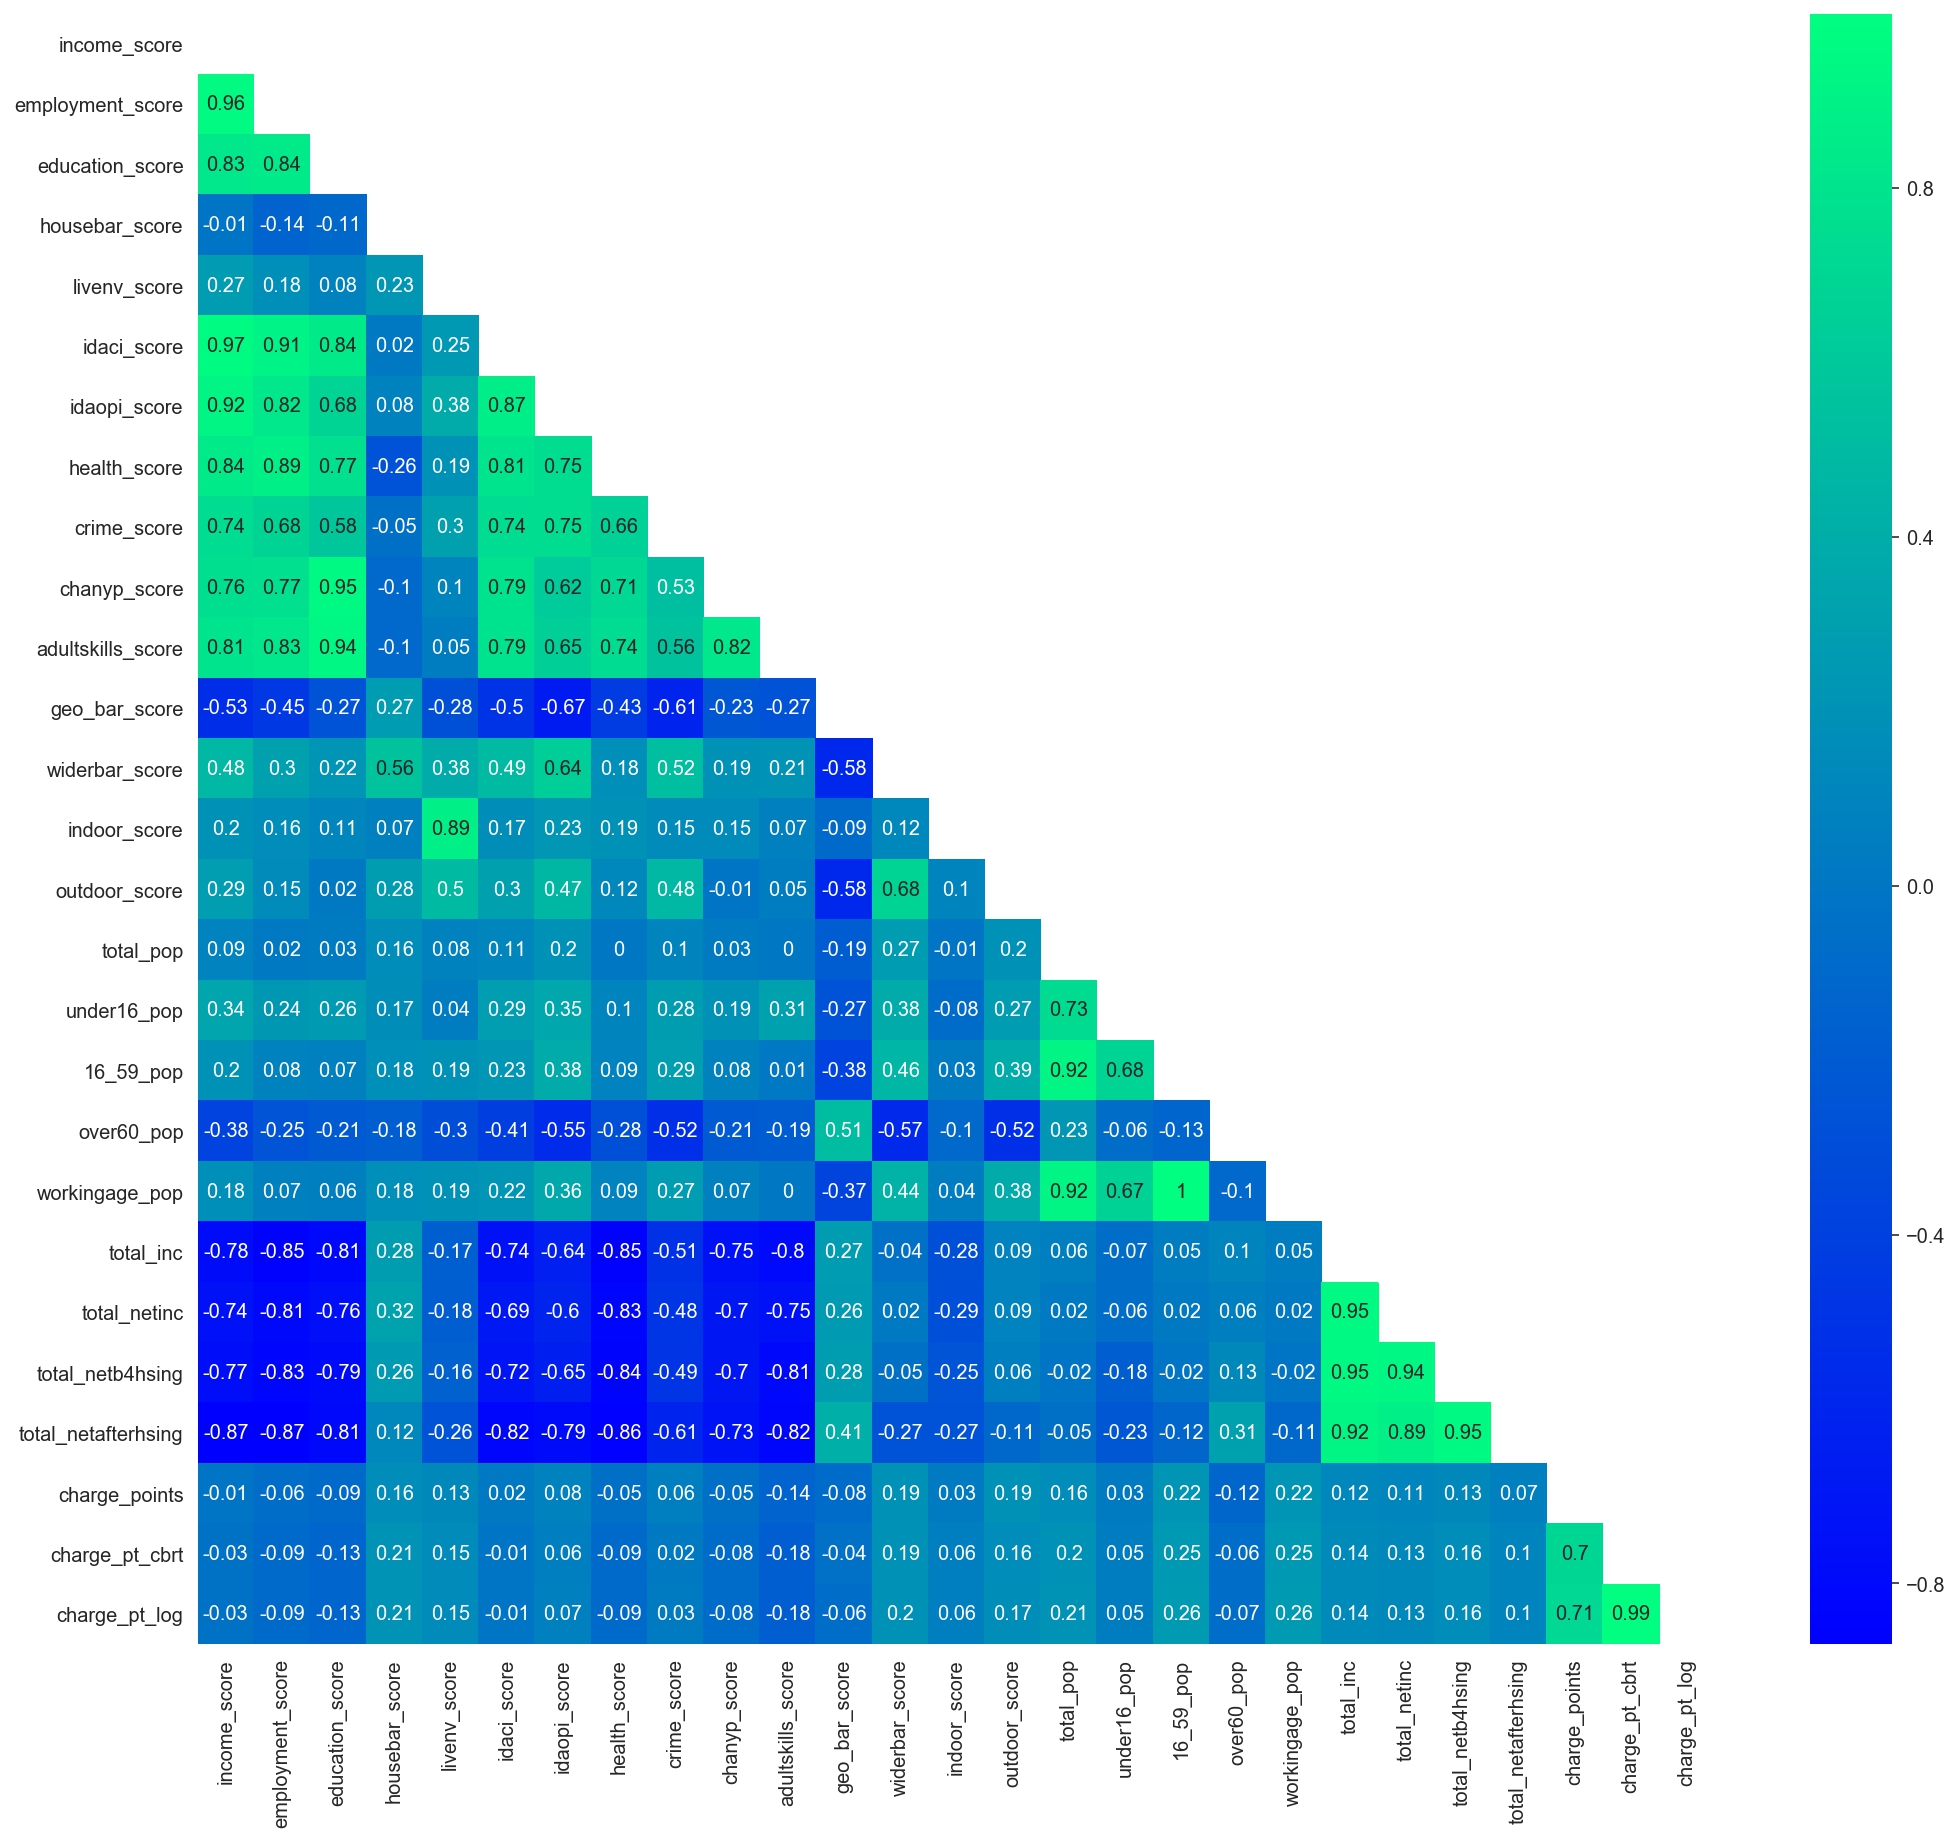 income_score
employment_score 0.96
education_score 0.83 0.84
housebar_score -0.01 -0.14 -0.11
livenv_score 0.27 0.18 0.08 0.23
idaci_score 0.97 0.91 0.84 0.02 0.25
idaopi_score 0.92 0.82 0.68 0.08 0.38 0.87
health_score 0.84 0.89 0.77 -0.26 0.19 0.81 0.75
crime_score 0.74 0.68 0.58 -0.05 0.3 0.74 0.75 0.66
chanyp_score 0.76 0.77 0.95 -0.1 0.1 0.79 0.62 0.71 0.53
adultskills_score 0.81 0.83 0.94 -0.1 0.05 0.79 0.65 0.74 0.56 0.82
geo_bar_score -0.53 -0.45 -0.27 0.27 -0.28 -0.5 -0.67 -0.43 -0.61 -0.23 -0.27
widerbar_score 0.48 0.3 0.22 0.56 0.38 0.49 0.64 0.18 0.52 0.19 0.21 -0.58
indoor_score 0.2 0.16 0.11 0.07 0.89 0.17 0.23 0.19 0.15 0.15 0.07 -0.09 0.12
outdoor_score 0.29 0.15 0.02 0.28 0.5 0.3 0.47 0.12 0.48 -0.01 0.05 -0.58 0.68 0.1
total_pop 0.09 0.02 0.03 0.16 0.08 0.11 0.2 0 0.1 0.03 0 -0.19 0.27 -0.01 0.2
under16_pop 0.34 0.24 0.26 0.17 0.04 0.29 0.35 0.1 0.28 0.19 0.31 -0.27 0.38 -0.08 0.27 0.73
16_59_pop 0.2 0.08 0.07 0.18 0.19 0.23 0.38 0.09 0.29 0.08 0.01 -0.38 0.46 0.03 0.39 0.92 0.68
over60_pop -0.38 -0.25 -0.21 -0.18 -0.3 -0.41 -0.55 -0.28 -0.52 -0.21 -0.19 0.51 -0.57 -0.1 -0.52 0.23 -0.06 -0.13
workingage_pop 0.18 0.07 0.06 0.18 0.19 0.22 0.36 0.09 0.27 0.07 0 -0.37 0.44 0.04 0.38 0.92 0.67 1 -0.1
total_inc -0.78 -0.85 -0.81 0.28 -0.17 -0.74 -0.64 -0.85 -0.51 -0.75 -0.8 0.27 -0.04 -0.28 0.09 0.06 -0.07 0.05 0.1 0.05
total_netinc -0.74 -0.81 -0.76 0.32 -0.18 -0.69 -0.6 -0.83 -0.48 -0.7 -0.75 0.26 0.02 -0.29 0.09 0.02 -0.06 0.02 0.06 0.02 0.95
total_netb4hsing -0.77 -0.83 -0.79 0.26 -0.16 -0.72 -0.65 -0.84 -0.49 -0.7 -0.81 0.28 -0.05 -0.25 0.06 -0.02 -0.18 -0.02 0.13 -0.02 0.95 0.94
total_netafterhsing -0.87 -0.87 -0.81 0.12 -0.26 -0.82 -0.79 -0.86 -0.61 -0.73 -0.82 0.41 -0.27 -0.27 -0.11 -0.05 -0.23 -0.12 0.31 -0.11 0.92 0.89 0.95
charge_points -0.01 -0.06 -0.09 0.16 0.13 0.02 0.08 -0.05 0.06 -0.05 -0.14 -0.08 0.19 0.03 0.19 0.16 0.03 0.22 -0.12 0.22 0.12 0.11 0.13 0.07
charge_pt_cbrt -0.03 -0.09 -0.13 0.21 0.15 -0.01 0.06 -0.09 0.02 -0.08 -0.18 -0.04 0.19 0.06 0.16 0.2 0.05 0.25 -0.06 0.25 0.14 0.13 0.16 0.1 0.7
charge_pt_log -0.03 -0.09 -0.13 0.21 0.15 -0.01 0.07 -0.09 0.03 -0.08 -0.18 -0.06 0.2 0.06 0.17 0.21 0.05 0.26 -0.07 0.26 0.14 0.13 0.16 0.1 0.71 0.99
income_score
employment_score
education_score
housebar_score
livenv_score
idaci_score
idaopi_score
health_score
crime_score
chanyp_score
adultskills_score
geo_bar_score
widerbar_score
indoor_score
outdoor_score
total_pop
under16_pop
16_59_pop
over60_pop
workingage_pop
total_inc
total_netinc
total_netb4hsing
total_netafterhsing
charge_points
charge_pt_cbrt
charge_pt_log
0.8
0.4
0.0
−0.4
−0.8